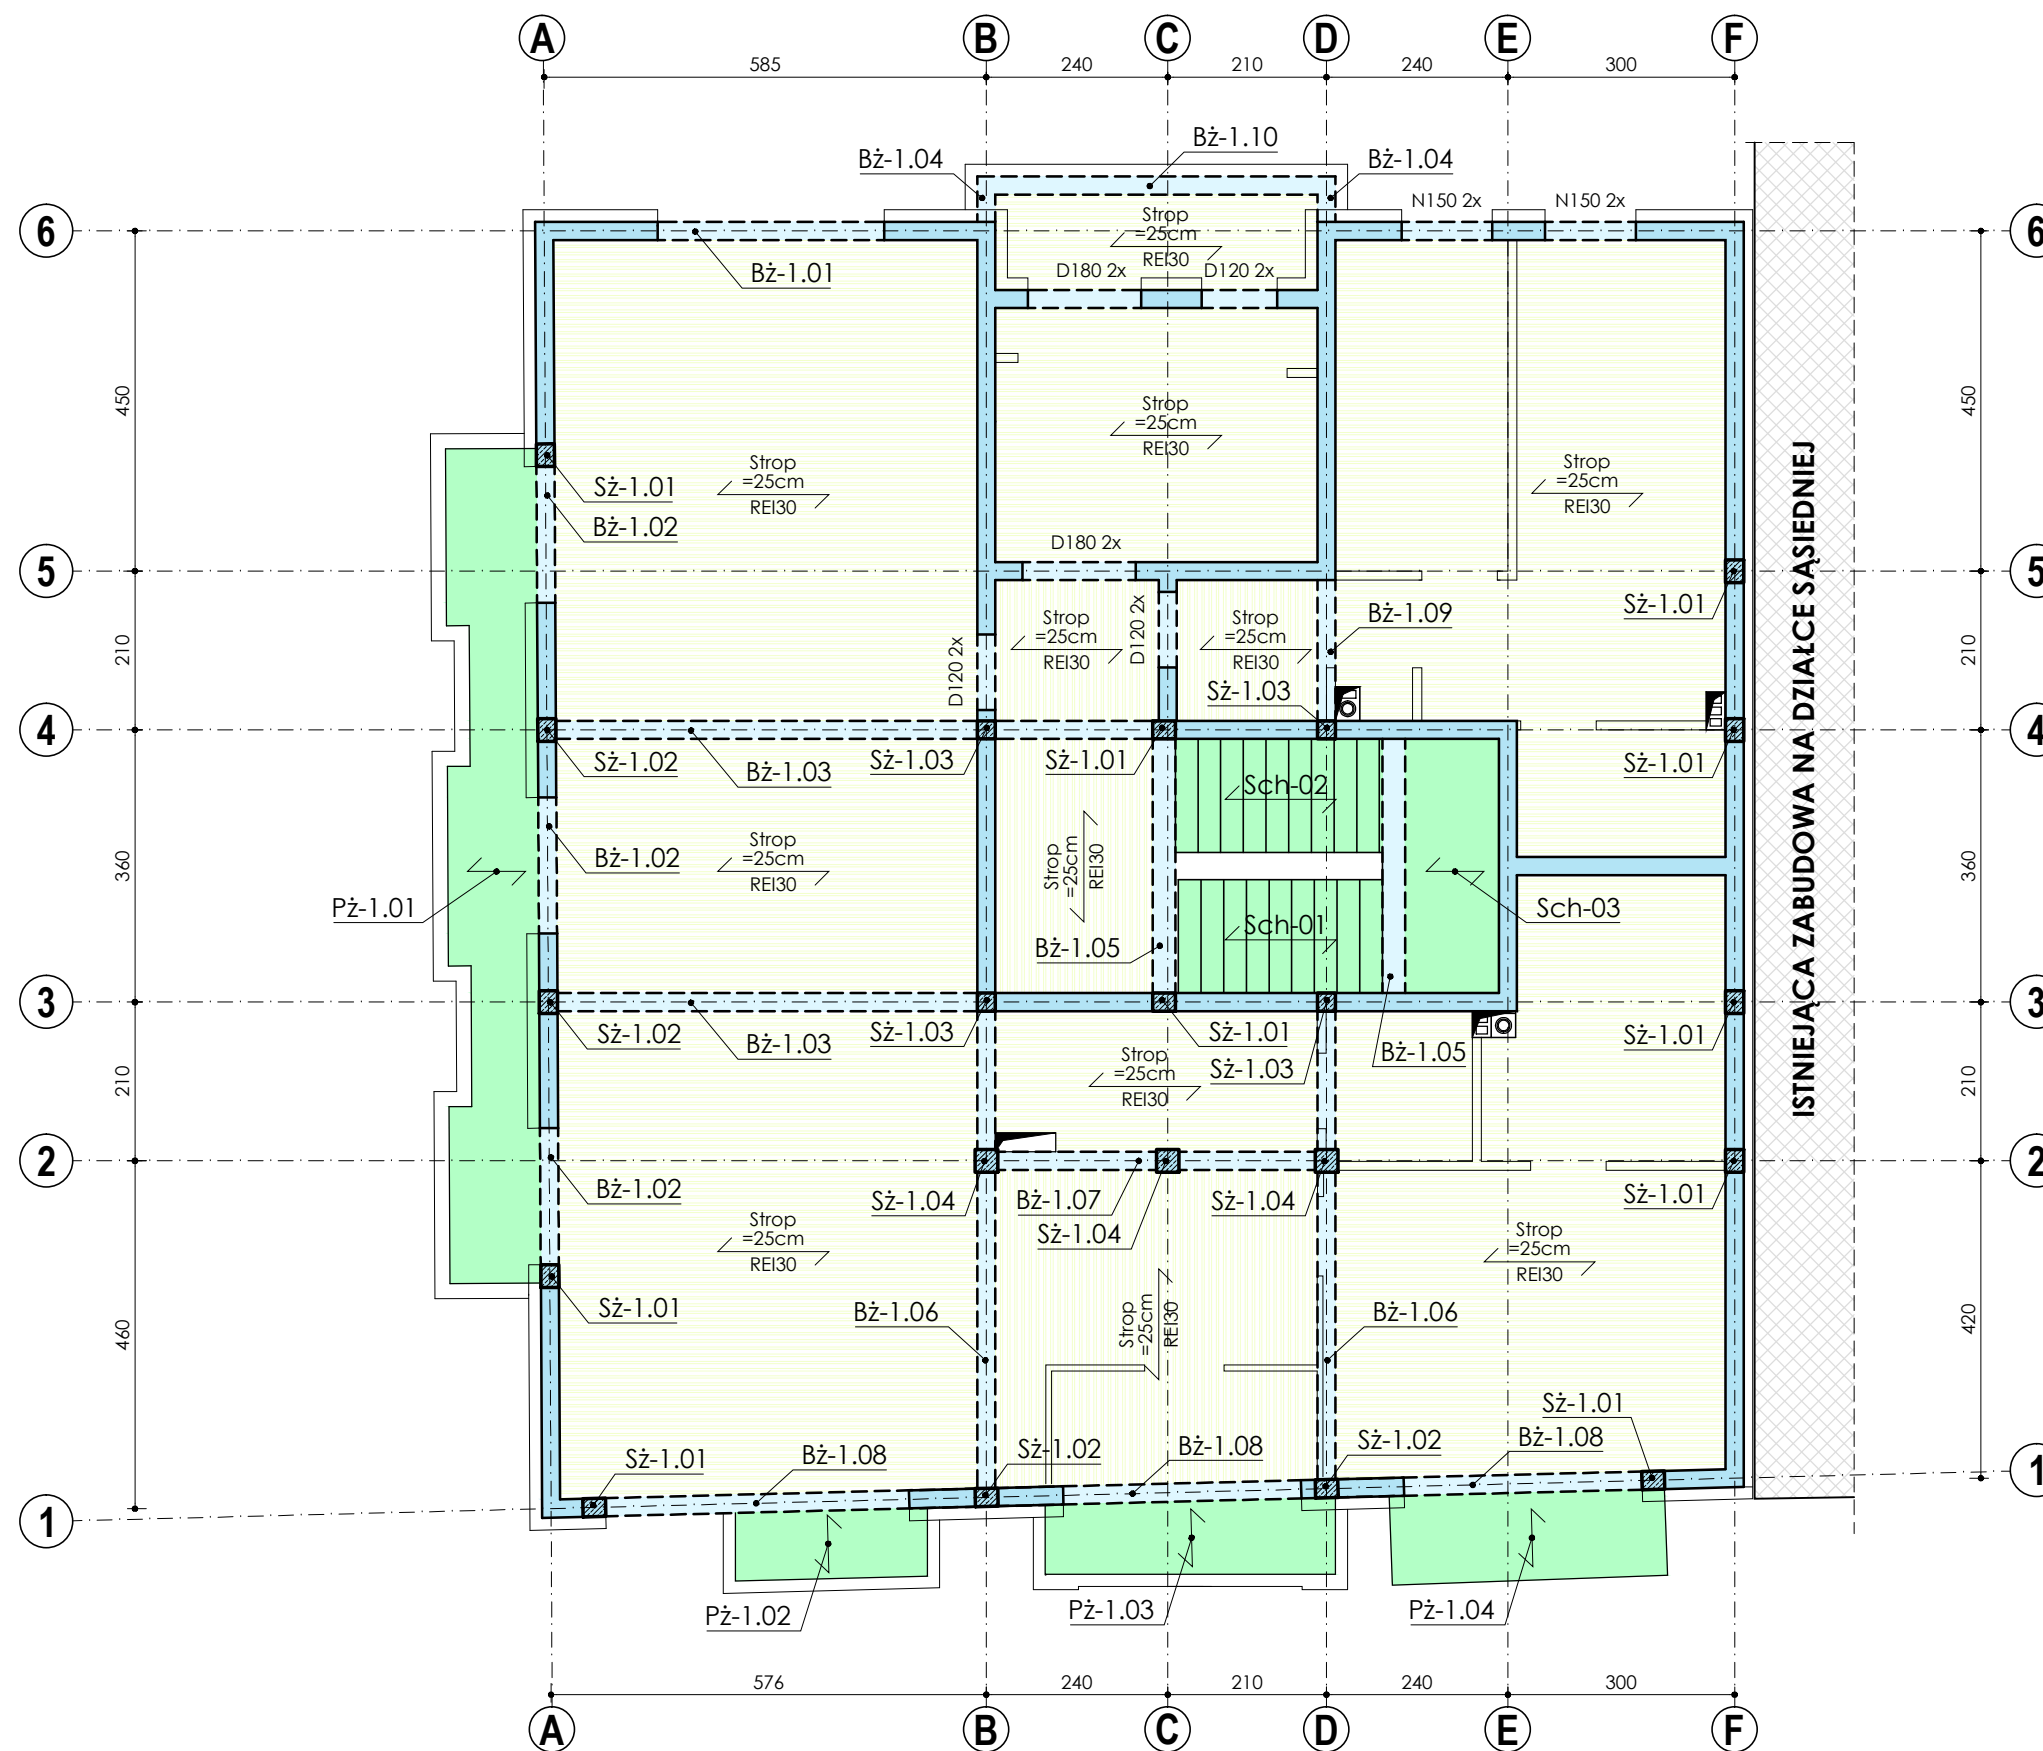 A B C D E F
585 240 210 240 300
Bż-1.10
Bż-1.04 Bż-1.04
N150 2x N150 2x
6 6
Strop
=25cm
REI30
D180 2x D120 2x
Bż-1.01
450 450
Strop
=25cm
REI30
Strop
=25cm
REI30
Strop
=25cm
REI30
Sż-1.01
Bż-1.02
ISTNIEJĄCA ZABUDOWA NA DZIAŁCE SĄSIEDNIEJ
D180 2x
5 5
Sż-1.01
210 210
D120 2x
Strop
=25cm
REI30
D120 2x
Strop
=25cm
REI30
Bż-1.09
Sż-1.03
4 4
Sż-1.02
Bż-1.03
Sż-1.03
Sż-1.01
Sż-1.01
Sch-02
360 360
Strop
=25cm
REI30
Bż-1.02
Strop
=25cm
REI30
Pż-1.01
Sch-03
Sch-01
Bż-1.05
3 3
Sż-1.02
Bż-1.03
Sż-1.03
Sż-1.01
Sż-1.03
Bż-1.05
Sż-1.01
Strop
=25cm
REI30
210 210
2 2
Bż-1.02
Sż-1.04
Bż-1.07
Sż-1.04
Sż-1.04
Sż-1.01
Strop
=25cm
REI30
Strop
=25cm
REI30
Strop
=25cm
REI30
Sż-1.01
Bż-1.06
Bż-1.06
460 420
Sż-1.01
Sż-1.01
Bż-1.08
Sż-1.02
Bż-1.08
Sż-1.02
Bż-1.08
1 1
Pż-1.02
Pż-1.03
Pż-1.04
576 240 210 240 300
A B C D E F